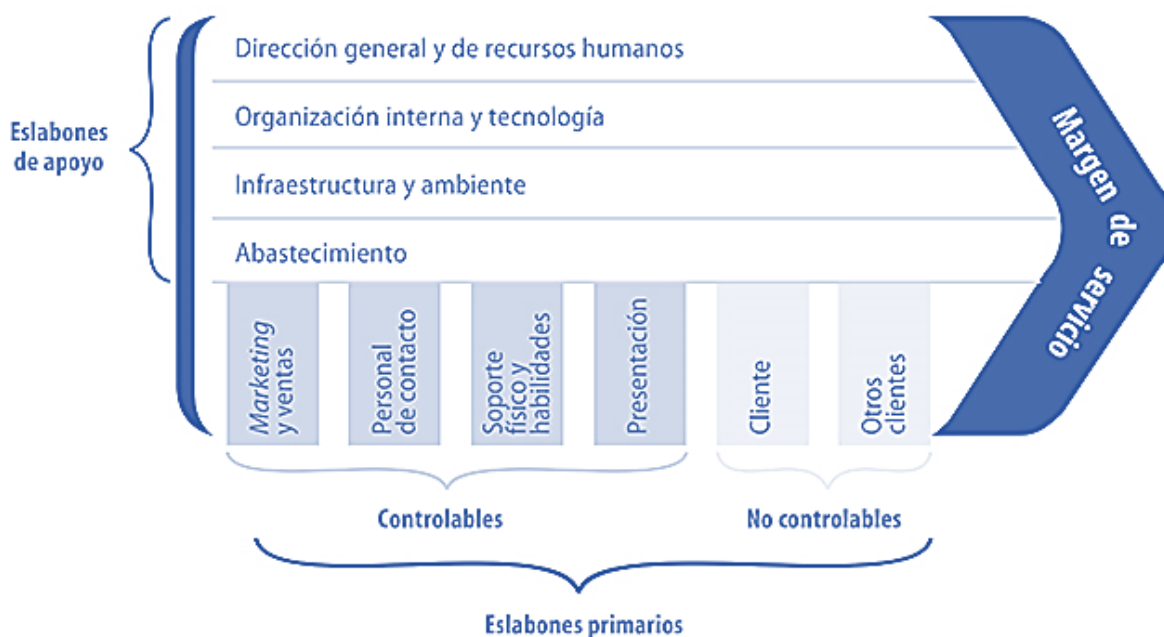 Dirección general y de recursos humanos
Organización interna y tecnología
Infraestructura y ambiente
Abastecimiento
Eslabones
de apoyo
Marketing
y ventas
Personal
de contacto
Soporte
físico y
habilidades
Presentación
Cliente
Otros
clientes
Margen de servicio
Controlables
No controlables
Eslabones primarios